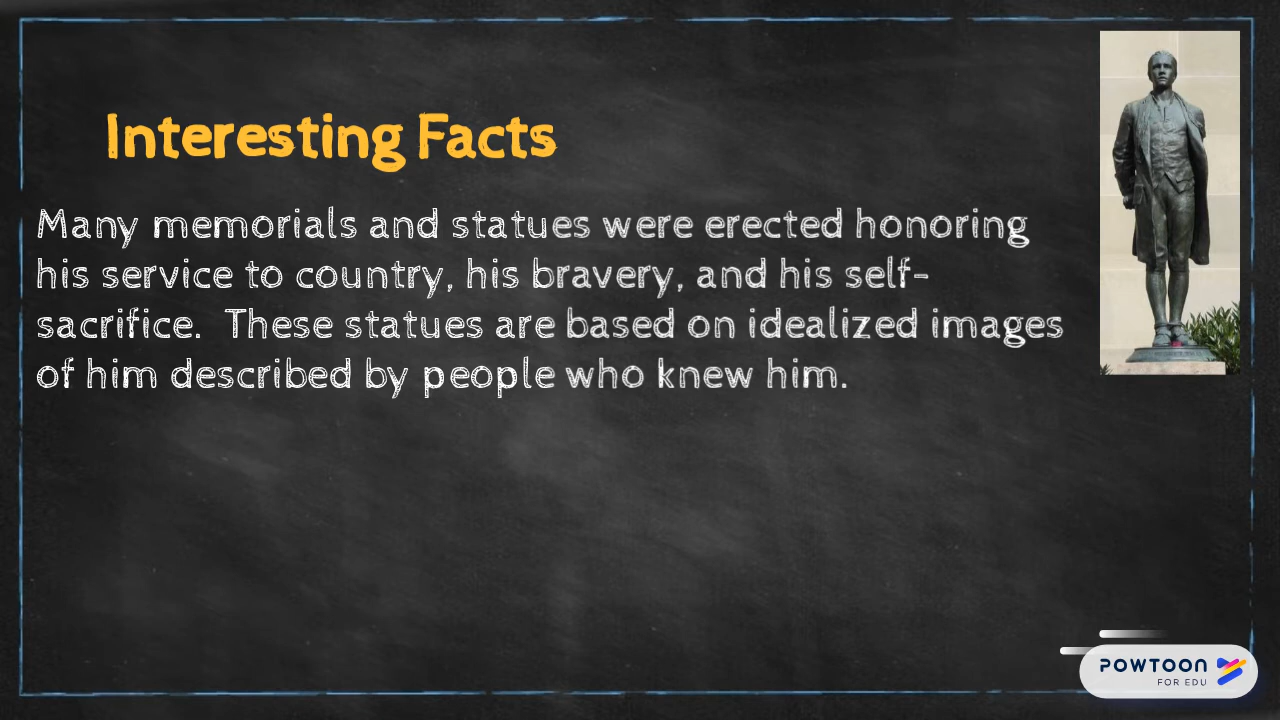 Interesting Facts
Many memorials and statues were erected honoring
his service to country, his bravery, and his self-
sacrifice.  These statues are based on idealized images
of him described by people who knew him.
POWTOON
FOR EDU